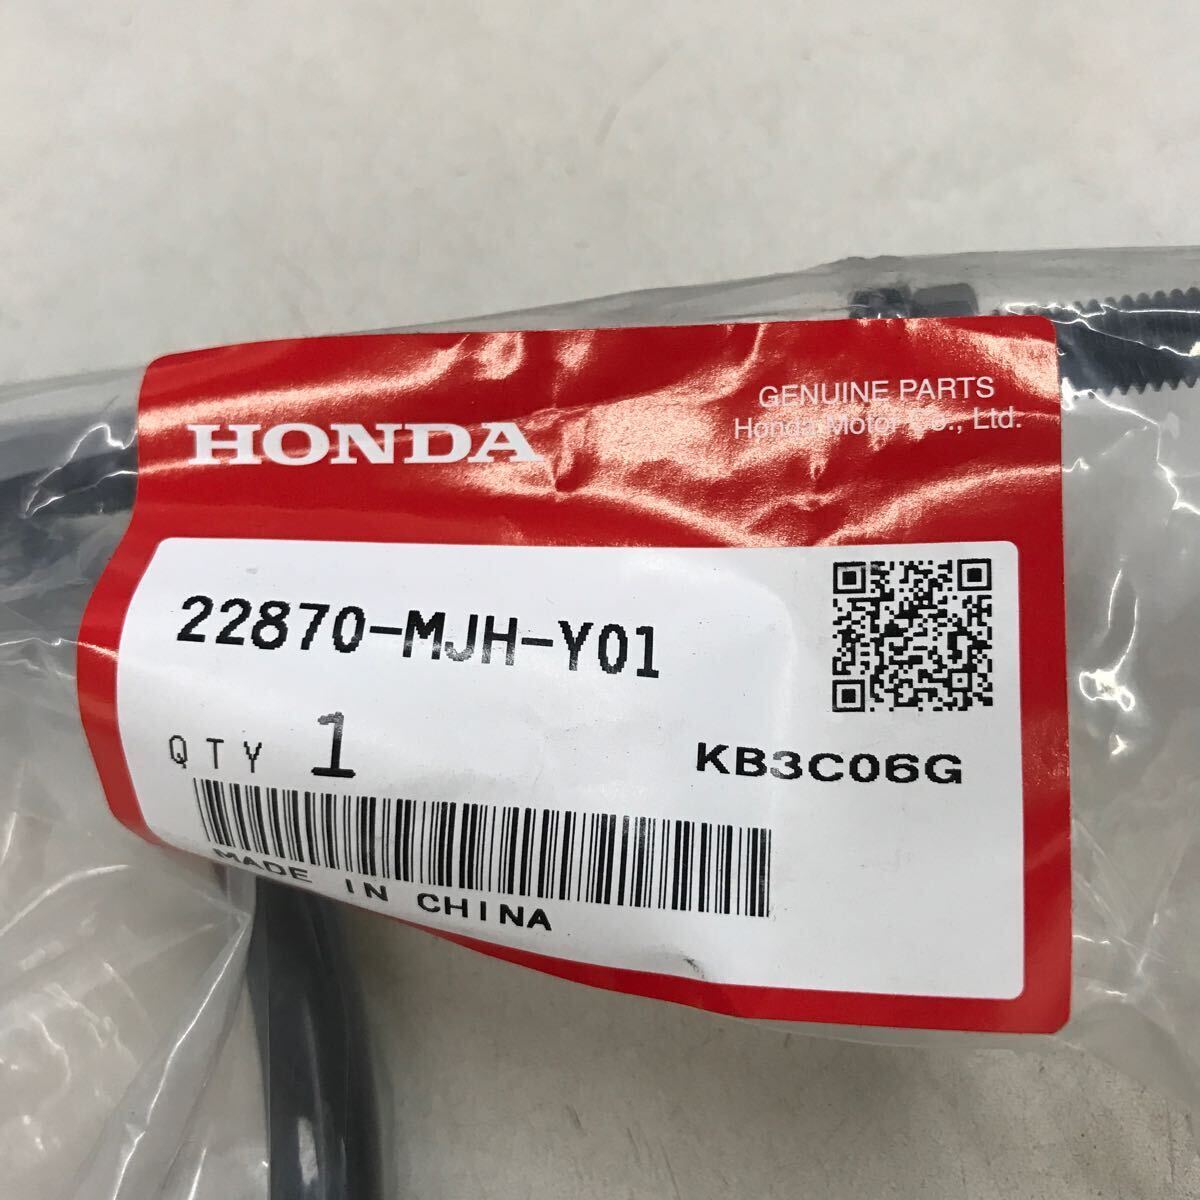 HONDA
GENUINE PARTS
Honda Motor Co., Ltd.
22870-MJH-Y01
QTY 1
KB3C06G
MADE IN CHINA